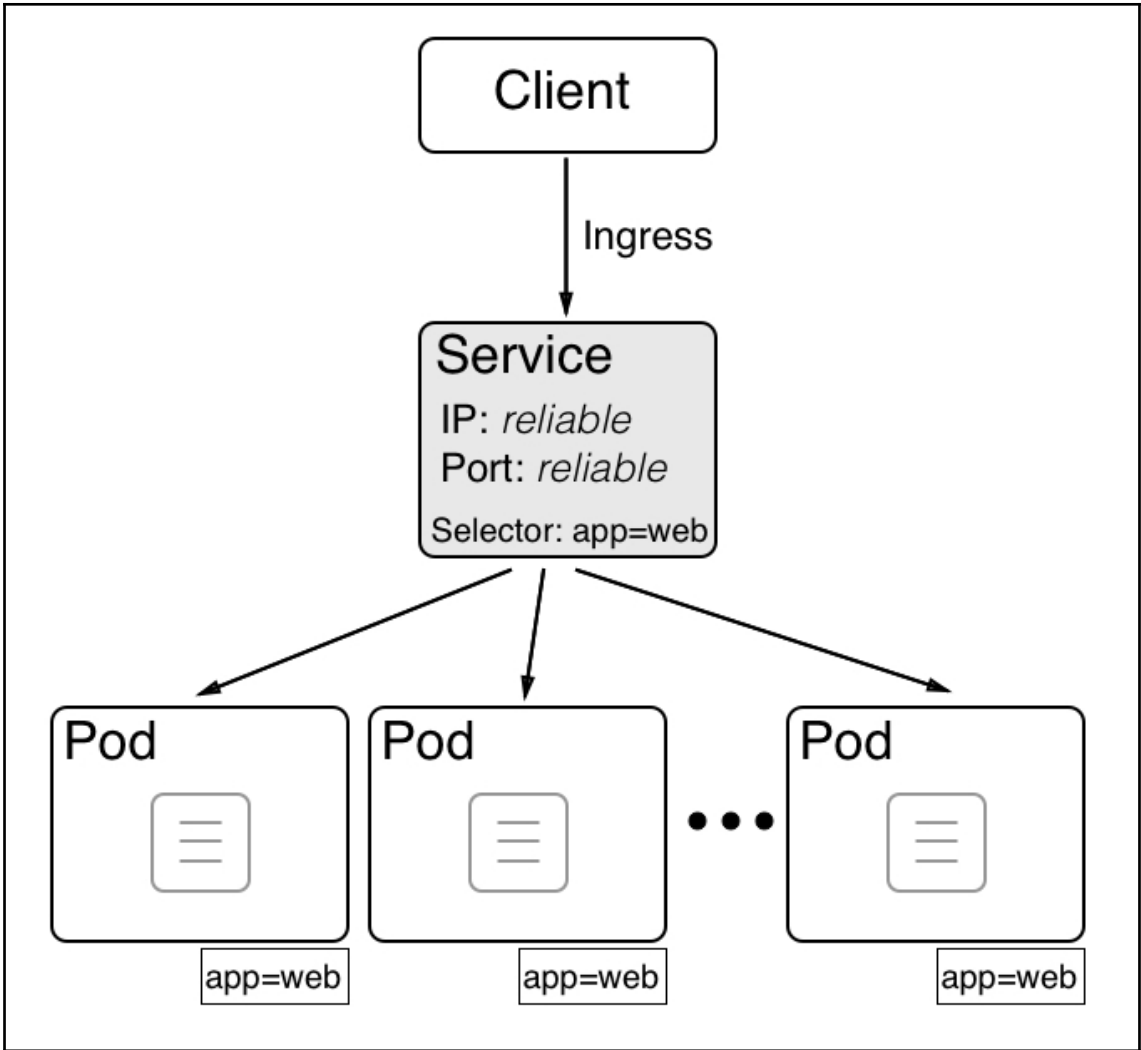 Client
Ingress
Service
IP: reliable
Port: reliable
Selector: app=web
Pod
Pod
Pod
app=web
app=web
app=web